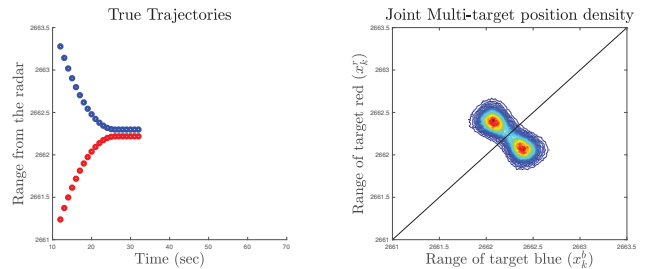 True Trajectories
Range from the radar
2663.5
2663
2662.5
2662
2661.5
2661
10 20 30 40 50 60 70
Time (sec)
Joint Multi-target position density
Range of target red (x_k^r)
2663.5
2663
2662.5
2662
2661.5
2661
2661 2661.5 2662 2662.5 2663 2663.5
Range of target blue (x_k^b)